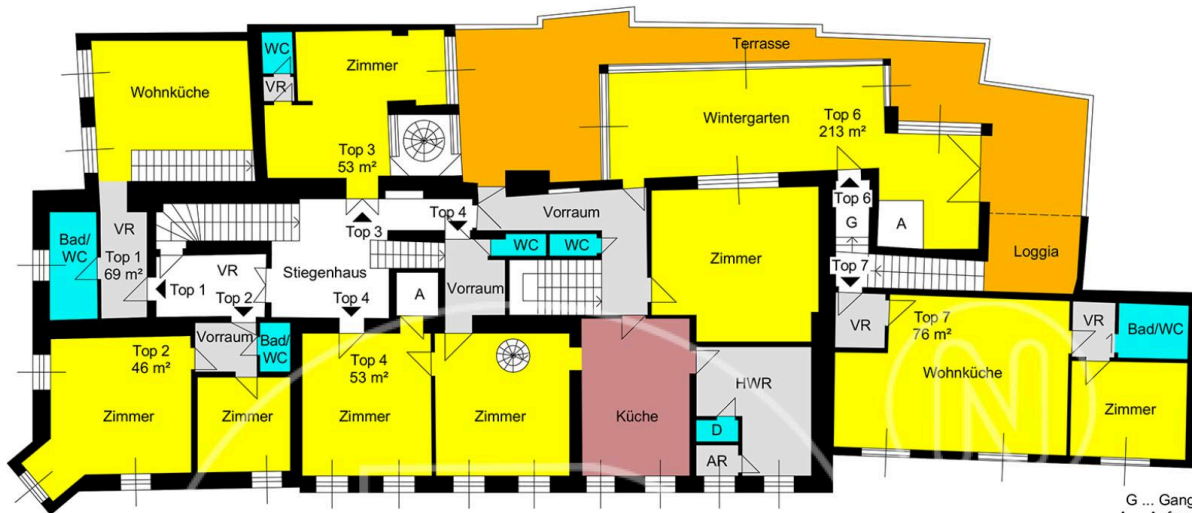 Terrasse
WC
Zimmer
VR
Wohnküche
Top 3
53 m²
Wintergarten
Top 6
213 m²
Top 6
G
A
Loggia
Top 7
Vorraum
Top 4
WC
WC
Top 3
Stiegenhaus
VR
Bad/
WC
VR
Top 1
69 m²
Top 1
Top 2
Top 4
A
Vorraum
Zimmer
Vorraum
Bad/
WC
Top 2
46 m²
Zimmer
Zimmer
Top 4
53 m²
Zimmer
Zimmer
Küche
HWR
D
AR
VR
Top 7
76 m²
Wohnküche
VR
Bad/WC
Zimmer
N
G ... Gang